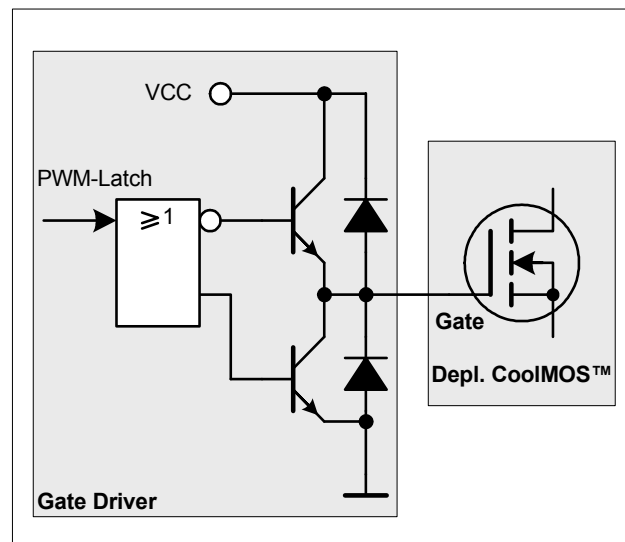 VCC
PWM-Latch
≥1
Gate
Depl. CoolMOS™
Gate Driver